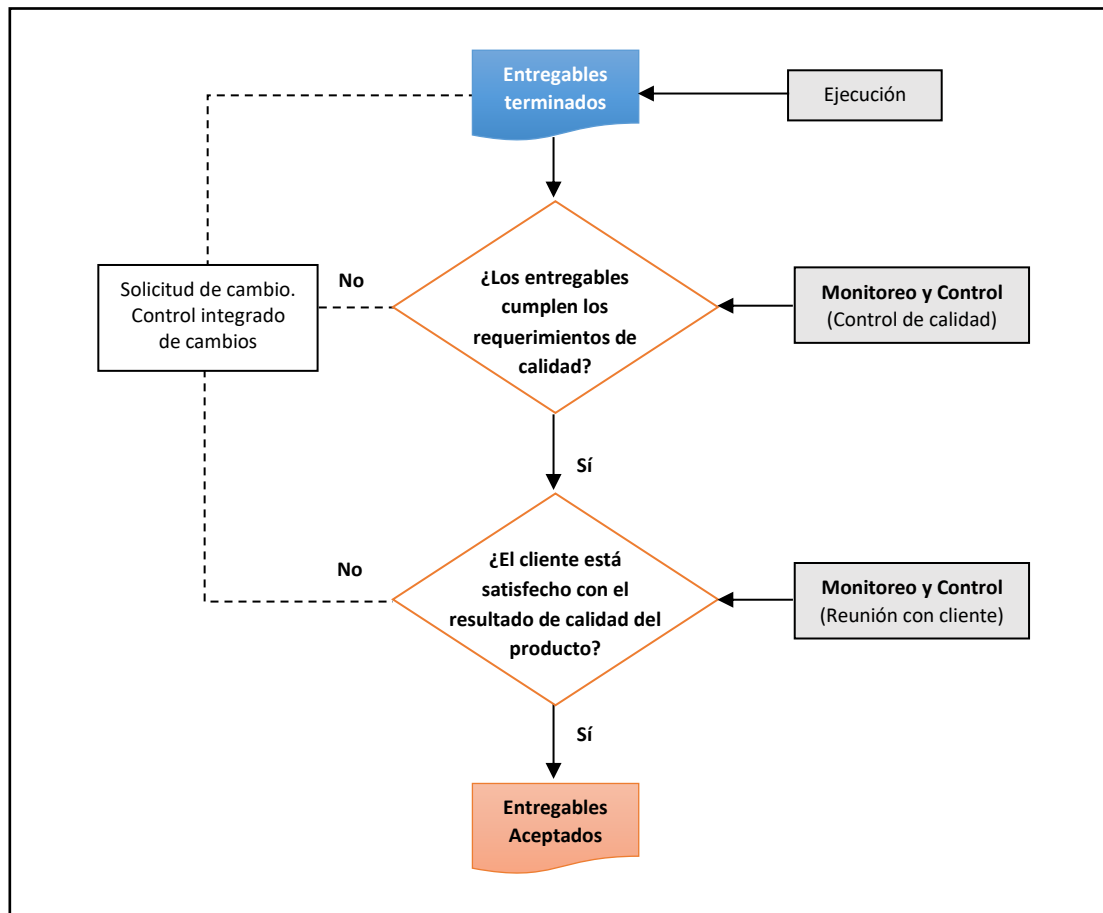 Entregables
terminados
Ejecución
¿Los entregables
cumplen los
requerimientos de
calidad?
No
Solicitud de cambio.
Control integrado
de cambios
Monitoreo y Control
(Control de calidad)
Sí
¿El cliente está
satisfecho con el
resultado de calidad del
producto?
No
Monitoreo y Control
(Reunión con cliente)
Sí
Entregables
Aceptados